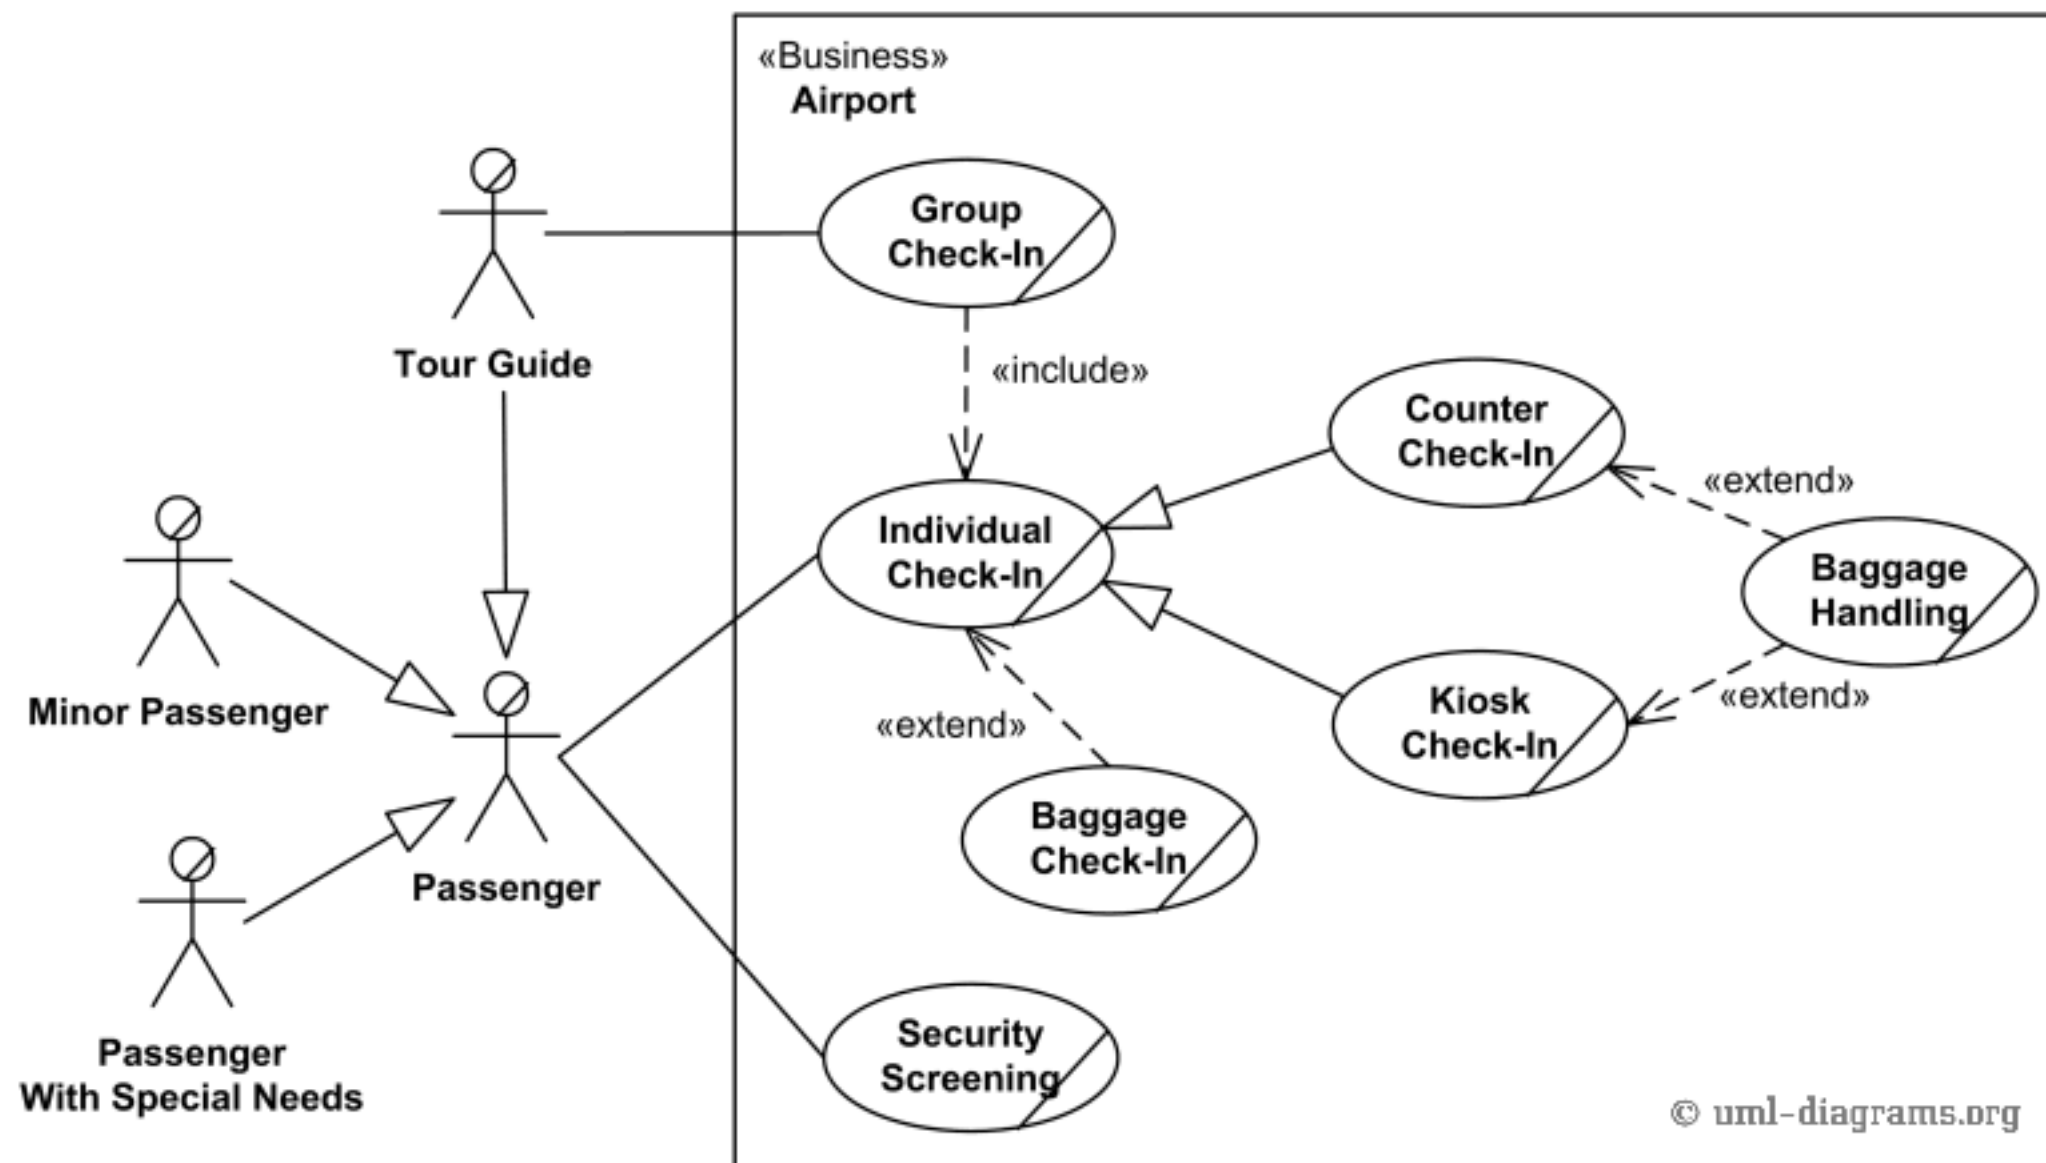 «Business»
Airport
Group
Check-In
Tour Guide
«include»
Counter
Check-In
«extend»
Individual
Check-In
Baggage
Handling
Minor Passenger
«extend»
Kiosk
Check-In
«extend»
Baggage
Check-In
Passenger
Security
Screening
Passenger
With Special Needs
© uml-diagrams.org